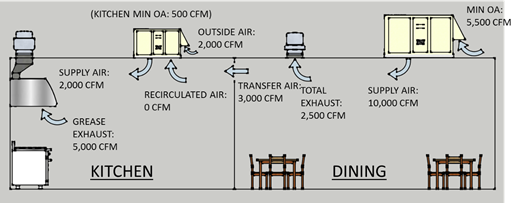 (KITCHEN MIN OA: 500 CFM)
MIN OA:
5,500 CFM
OUTSIDE AIR:
2,000 CFM
SUPPLY AIR:
2,000 CFM
RECIRCULATED AIR:
0 CFM
TRANSFER AIR:
3,000 CFM
TOTAL
EXHAUST:
2,500 CFM
SUPPLY AIR:
10,000 CFM
GREASE
EXHAUST:
5,000 CFM
KITCHEN
DINING